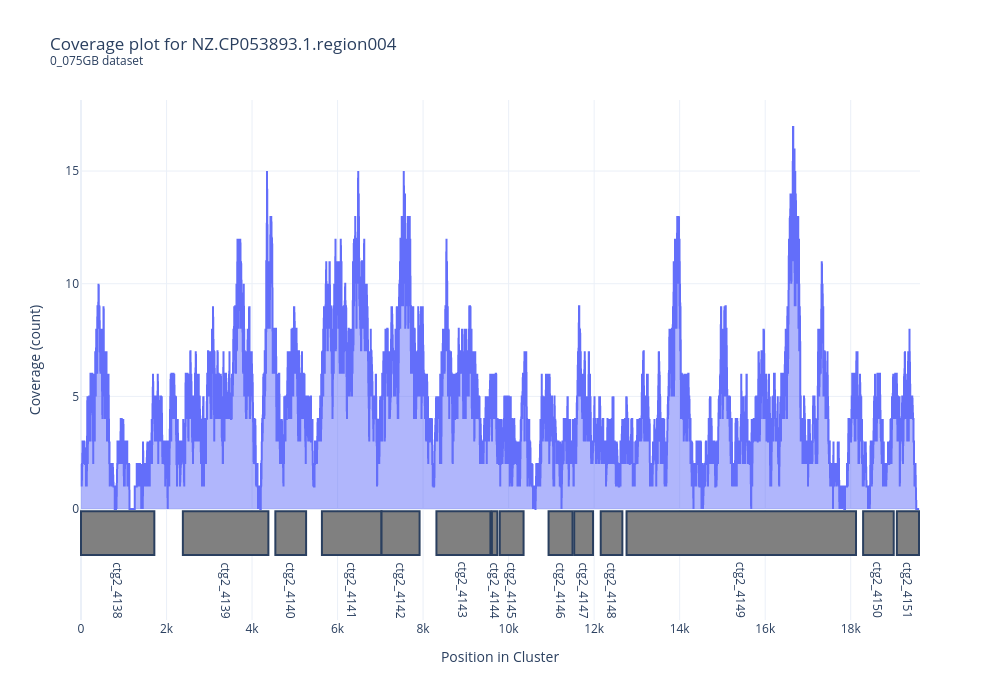 Coverage plot for NZ.CP053893.1.region004
0_075GB dataset
Coverage (count)
15
10
5
0
ctg2_4138
ctg2_4139
ctg2_4140
ctg2_4141
ctg2_4142
ctg2_4143
ctg2_4144
ctg2_4145
ctg2_4146
ctg2_4147
ctg2_4148
ctg2_4149
ctg2_4150
ctg2_4151
0
2k
4k
6k
8k
10k
12k
14k
16k
18k
Position in Cluster